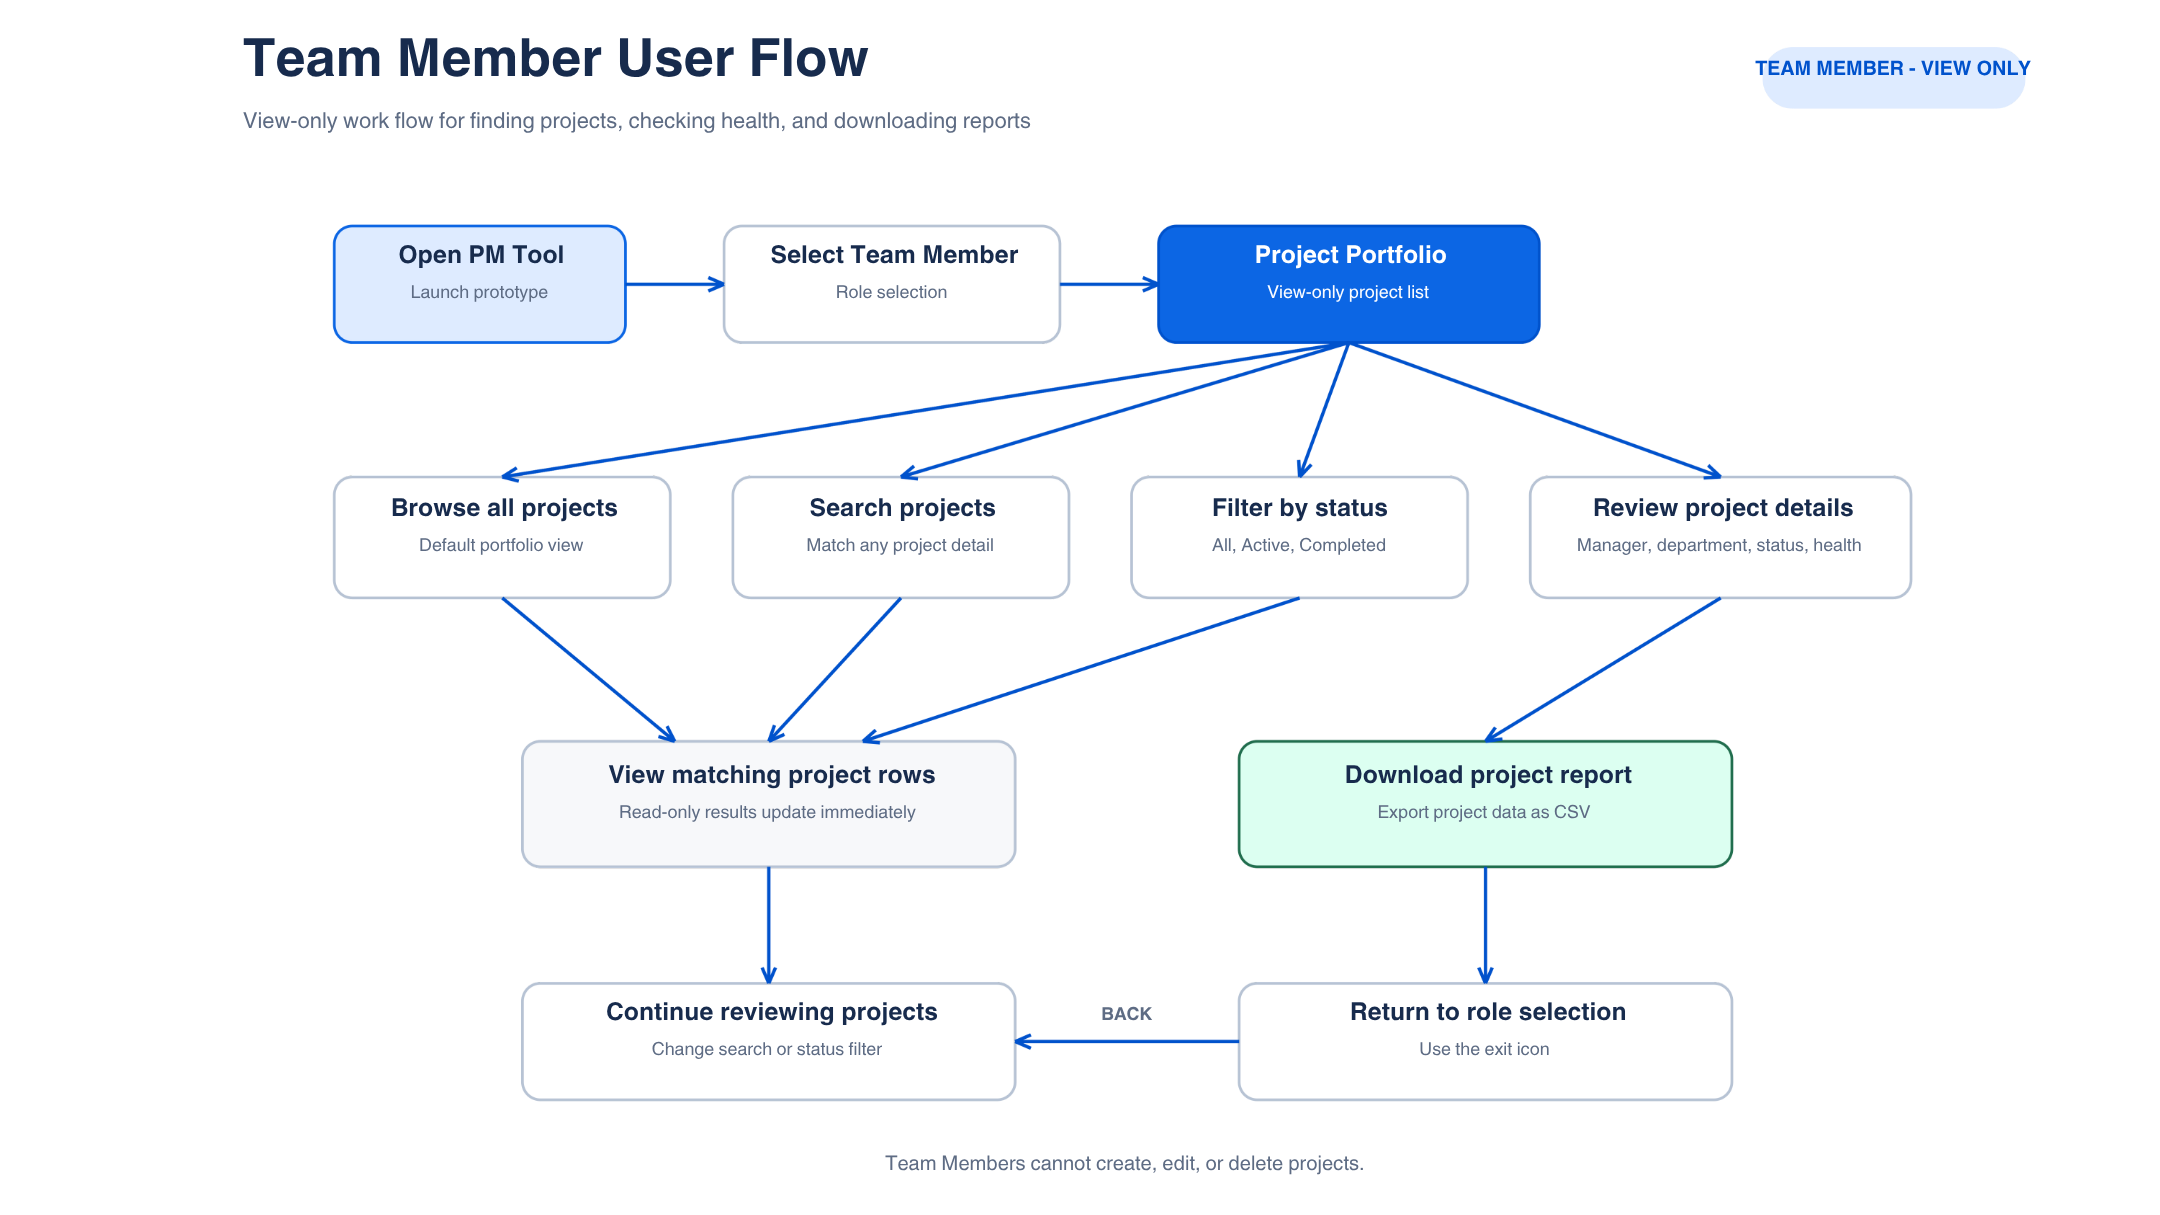 Team Member User Flow
TEAM MEMBER - VIEW ONLY
View-only work flow for finding projects, checking health, and downloading reports
Open PM Tool
Launch prototype
Select Team Member
Role selection
Project Portfolio
View-only project list
Browse all projects
Default portfolio view
Search projects
Match any project detail
Filter by status
All, Active, Completed
Review project details
Manager, department, status, health
View matching project rows
Read-only results update immediately
Download project report
Export project data as CSV
Continue reviewing projects
Change search or status filter
BACK
Return to role selection
Use the exit icon
Team Members cannot create, edit, or delete projects.